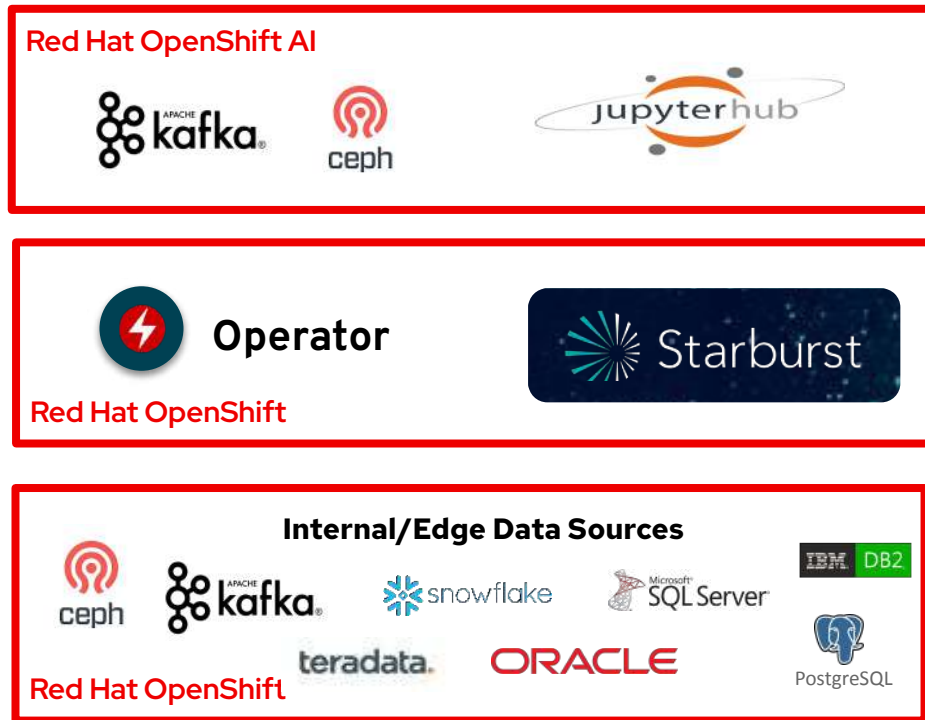 Red Hat OpenShift AI
APACHE
kafka®
ceph
jupyterhub
Operator
Starburst
Red Hat OpenShift
Internal/Edge Data Sources
ceph
APACHE
kafka®
snowflake
Microsoft®
SQL Server®
IBM. DB2
teradata.
ORACLE
PostgreSQL
Red Hat OpenShift